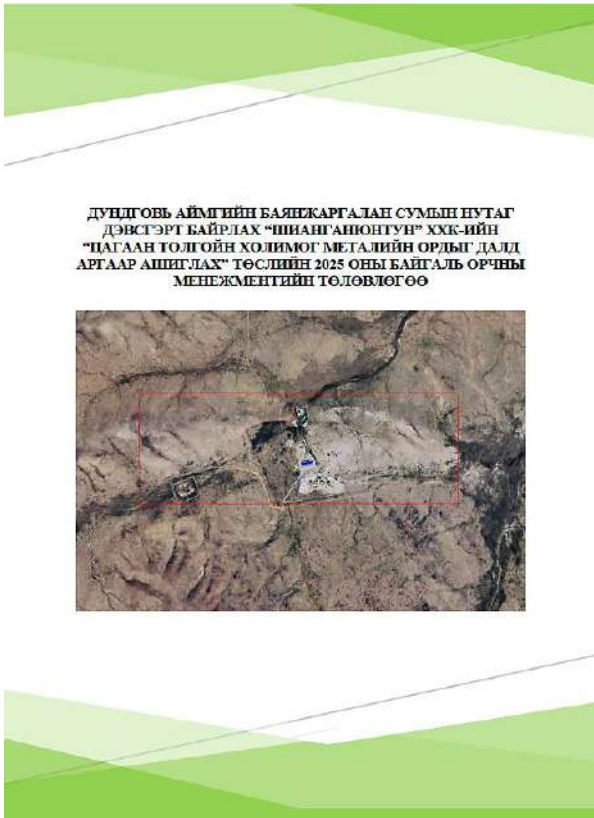 ДУНДГОВЬ АЙМГИЙН БАЯНЖАРГАЛАН СУМЫН НУТАГ
ДЭВСГЭРТ БАЙРЛАХ “ШИАНГАНЮНТУН” ХХК-ИЙН
“ЦАГААН ТОЛГОЙН ХОЛИМОГ МЕТАЛИЙН ОРДЫГ ДАЛД
АРГААР АШИГЛАХ” ТӨСЛИЙН 2025 ОНЫ БАЙГАЛЬ ОРЧНЫ
МЕНЕЖМЕНТИЙН ТӨЛӨВЛӨГӨӨ